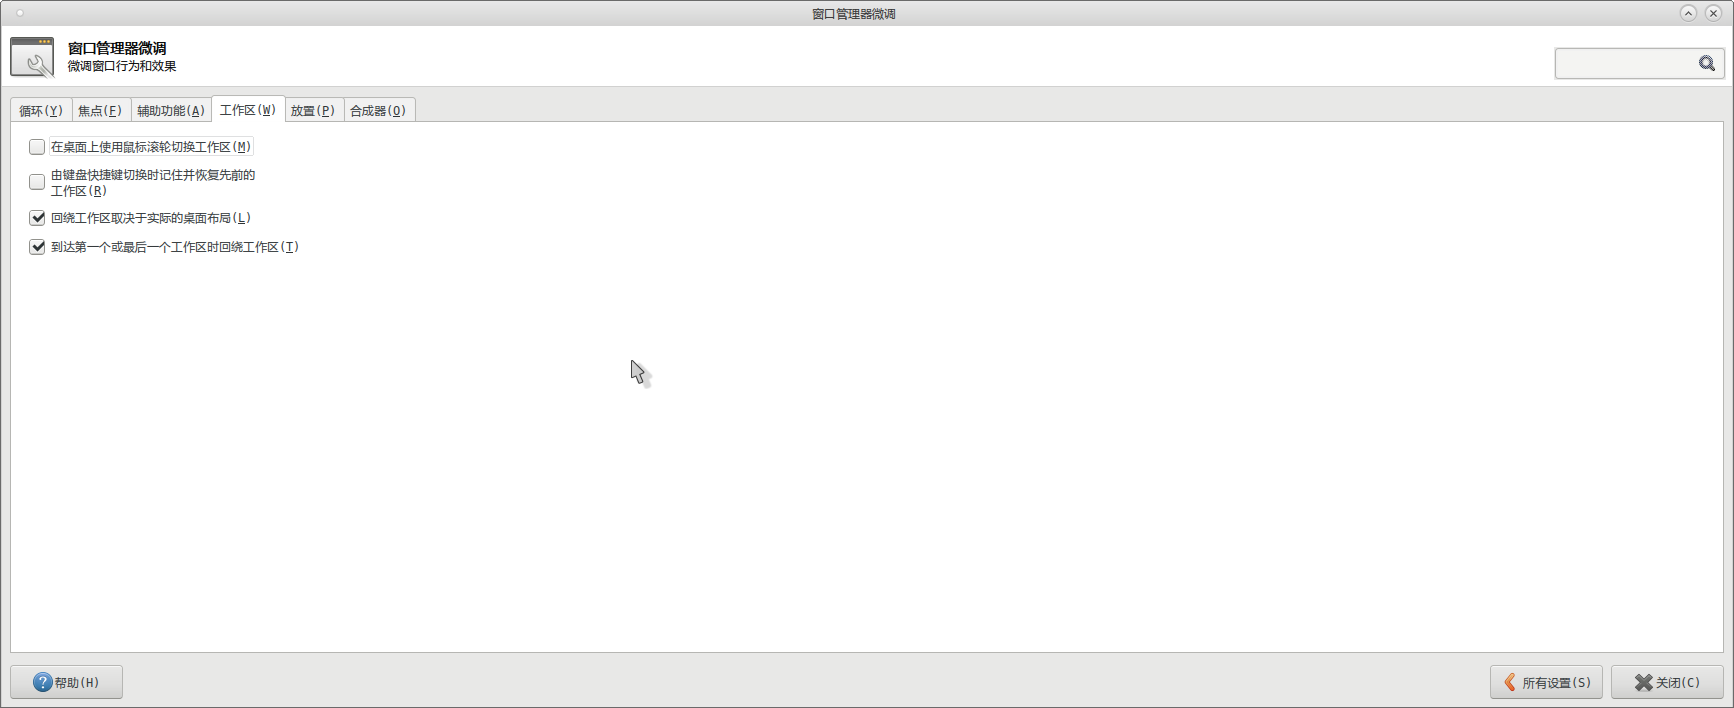 窗口管理器微调
窗口管理器微调
微调窗口行为和效果
循环(Y) 焦点(F) 辅助功能(A) 工作区(W) 放置(P) 合成器(O)
在桌面上使用鼠标滚轮切换工作区(M)
由键盘快捷键切换时记住并恢复先前的
工作区(R)
回绕工作区取决于实际的桌面布局(L)
到达第一个或最后一个工作区时回绕工作区(T)
帮助(H) 所有设置(S) 关闭(C)